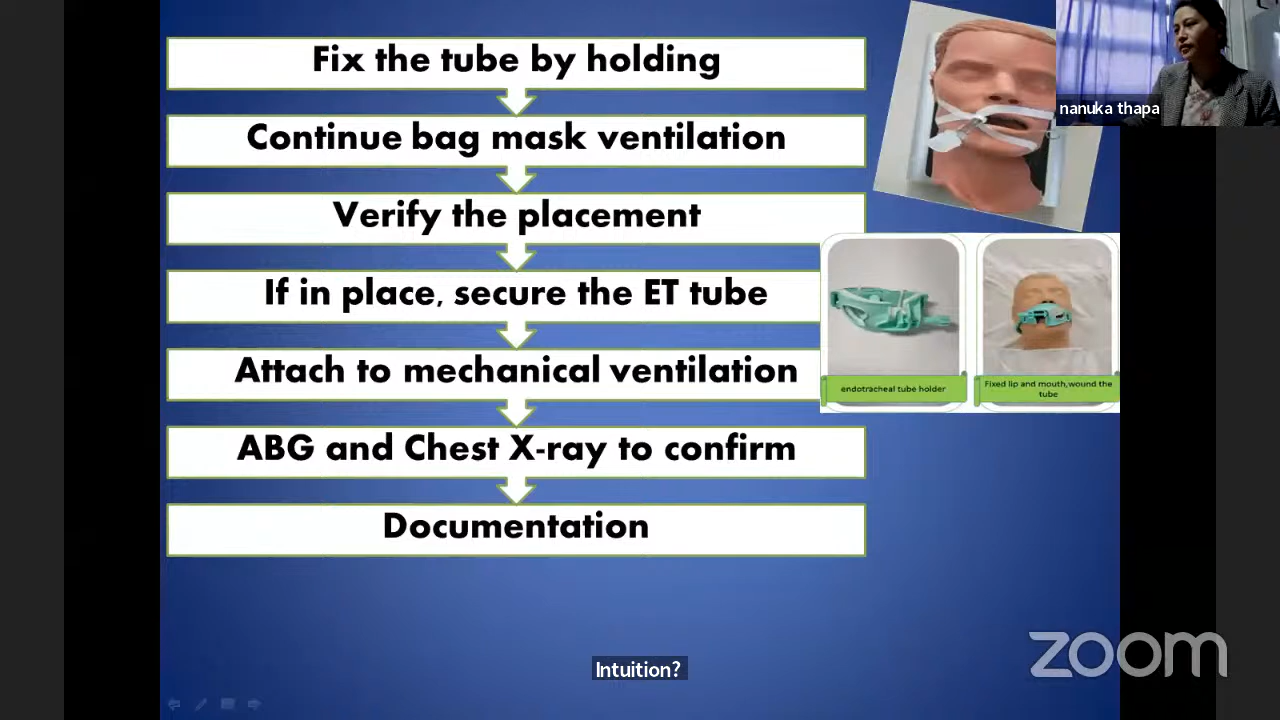 Fix the tube by holding
Continue bag mask ventilation
Verify the placement
If in place, secure the ET tube
Attach to mechanical ventilation
ABG and Chest X-ray to confirm
Documentation
nanuka thapa
endotracheal tube holder
Fixed lip and mouth,wound the
tube
Intuition?
zoom